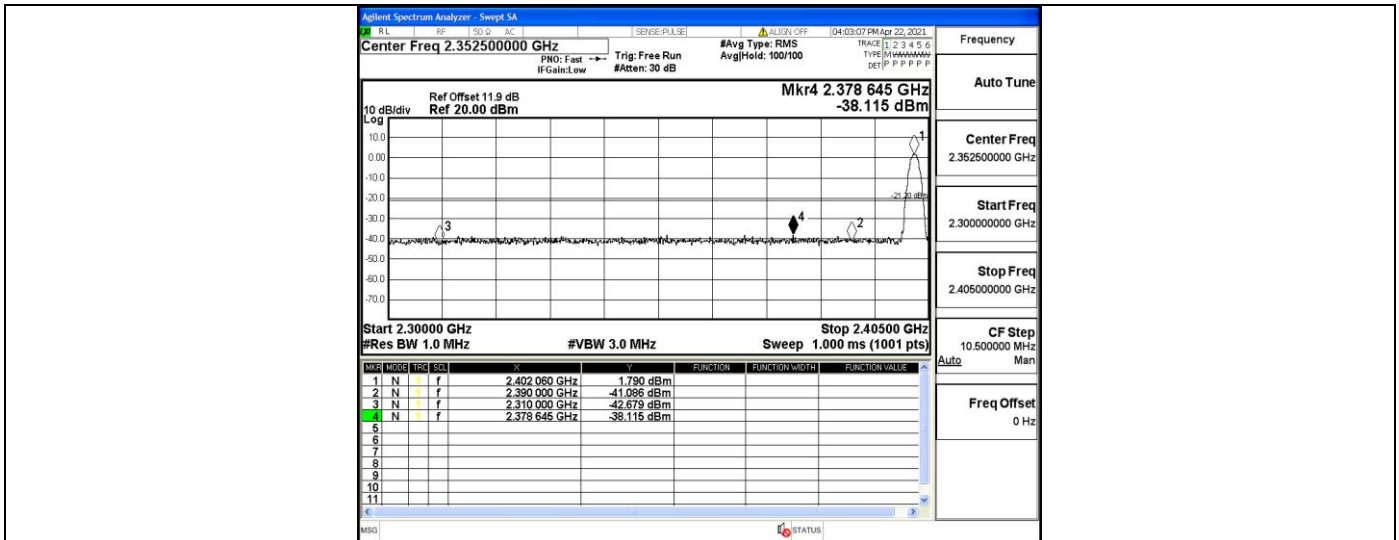 Agilent Spectrum Analyzer - Swept SA
RL RF 50 Ω AC SENSE:PULSE ALIGN OFF 04:03:07 PM Apr 22, 2021
Center Freq 2.352500000 GHz
PNO: Fast
IFGain:Low
Trig: Free Run
#Atten: 30 dB
#Avg Type: RMS
Avg|Hold: 100/100
TRACE 1 2 3 4 5 6
TYPE M
DET P P P P P P
Mkr4 2.378 645 GHz
-38.115 dBm
Ref Offset 11.9 dB
10 dB/div Ref 20.00 dBm
Log
10.0
0.00
-10.0
-20.0
-30.0
-40.0
-50.0
-60.0
-70.0
1
-21.20 dBm
3
4
2
Start 2.30000 GHz Stop 2.40500 GHz
#Res BW 1.0 MHz #VBW 3.0 MHz Sweep 1.000 ms (1001 pts)
MKR MODE TRC SCL X Y FUNCTION FUNCTION WIDTH FUNCTION VALUE
1 N 1 f 2.402 060 GHz 1.790 dBm
2 N 1 f 2.390 000 GHz -41.086 dBm
3 N 1 f 2.310 000 GHz -42.679 dBm
4 N 1 f 2.378 645 GHz -38.115 dBm
5
6
7
8
9
10
11
MSG STATUS
Frequency
Auto Tune
Center Freq
2.352500000 GHz
Start Freq
2.300000000 GHz
Stop Freq
2.405000000 GHz
CF Step
10.500000 MHz
Auto Man
Freq Offset
0 Hz